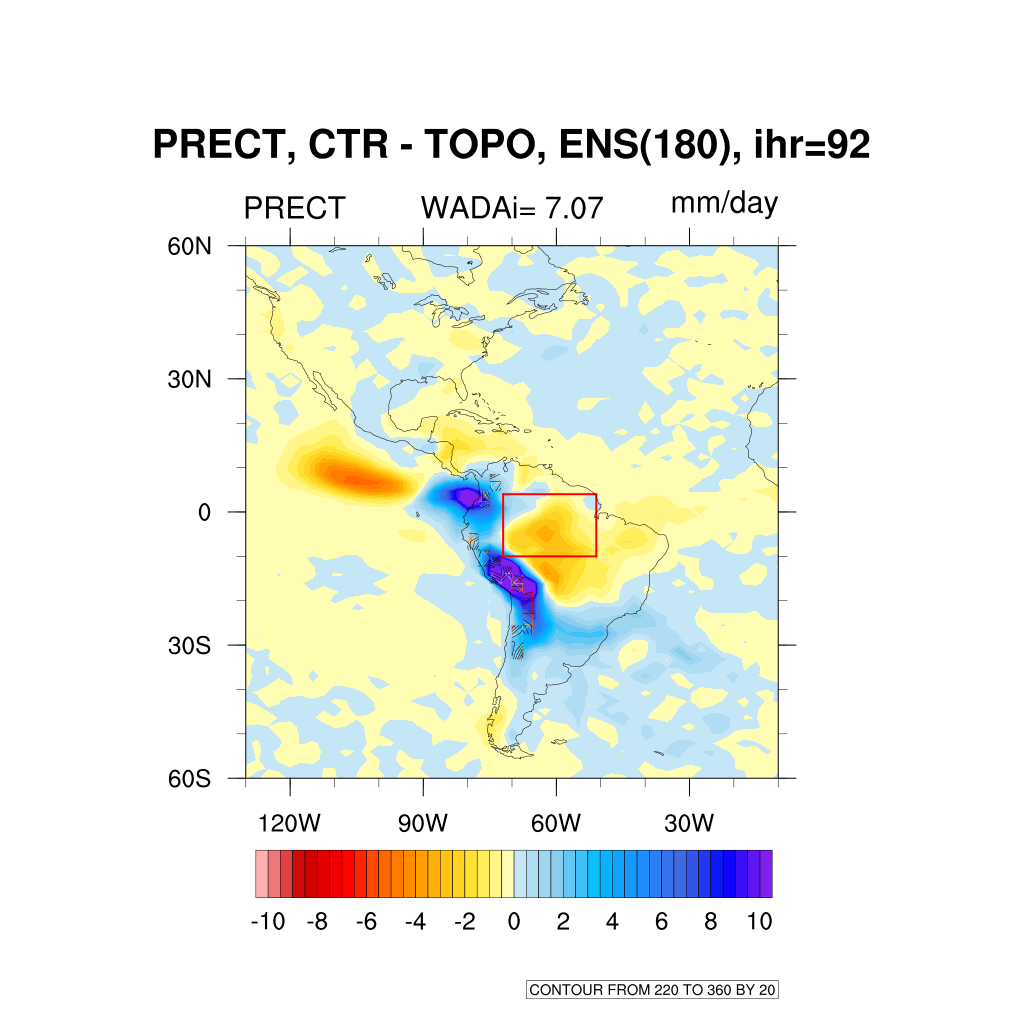 PRECT, CTR - TOPO, ENS(180), ihr=92
PRECT WADAi= 7.07 mm/day
60N
30N
0
30S
60S
120W 90W 60W 30W
-10 -8 -6 -4 -2 0 2 4 6 8 10
CONTOUR FROM 220 TO 360 BY 20